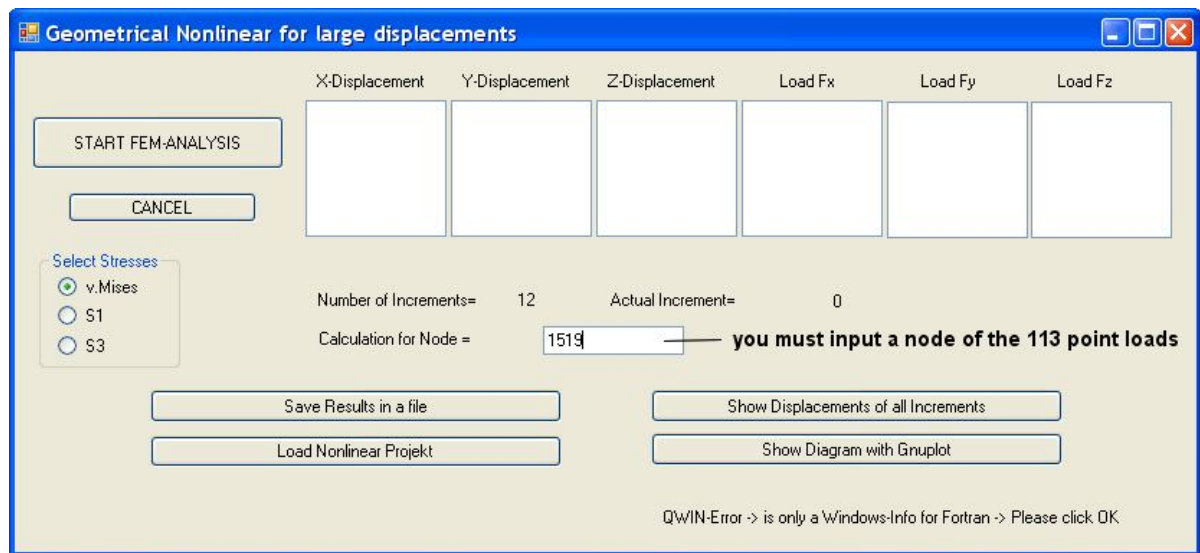 Geometrical Nonlinear for large displacements
X-Displacement Y-Displacement Z-Displacement Load Fx Load Fy Load Fz
START FEM-ANALYSIS
CANCEL
Select Stresses
v.Mises
S1
S3
Number of Increments= 12 Actual Increment= 0
Calculation for Node = 1519 you must input a node of the 113 point loads
Save Results in a file Show Displacements of all Increments
Load Nonlinear Projekt Show Diagram with Gnuplot
QWIN-Error -> is only a Windows-Info for Fortran -> Please click OK